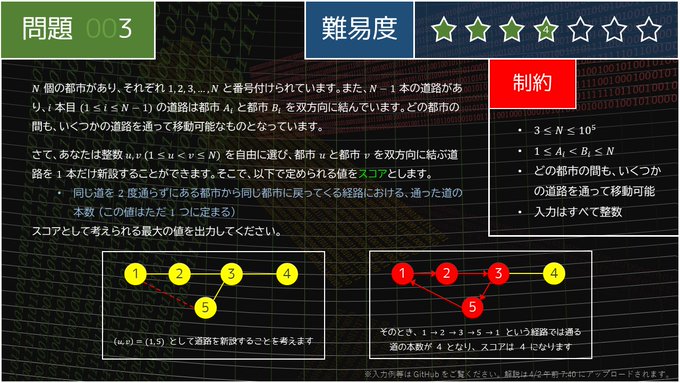 問題 003
難易度
4
制約
N 個の都市があり、それぞれ 1, 2, 3, …, N と番号付けられています。また、N − 1 本の道路があ
り、i 本目 (1 ≤ i ≤ N − 1) の道路は都市 Aᵢ と都市 Bᵢ を双方向に結んでいます。どの都市の
間も、いくつかの道路を通って移動可能なものとなっています。
さて、あなたは整数 u, v (1 ≤ u < v ≤ N) を自由に選び、都市 u と都市 v を双方向に結ぶ道
路を 1 本だけ新設することができます。そこで、以下で定められる値をスコアとします。
• 同じ道を 2 度通らずにある都市から同じ都市に戻ってくる経路における、通った道の
本数 (この値はただ 1 つに定まる)
スコアとして考えられる最大の値を出力してください。
• 3 ≤ N ≤ 10⁵
• 1 ≤ Aᵢ < Bᵢ ≤ N
• どの都市の間も、いくつか
の道路を通って移動可能
• 入力はすべて整数
1 2 3 4
5
(u, v) = (1,5) として道路を新設することを考えます
1 2 3 4
5
そのとき、1 → 2 → 3 → 5 → 1 という経路では通る
道の本数が 4 となり、スコアは 4 になります
※入力例等は GitHub をご覧ください。解説は 4/2 午前 7:40 にアップロードされます。